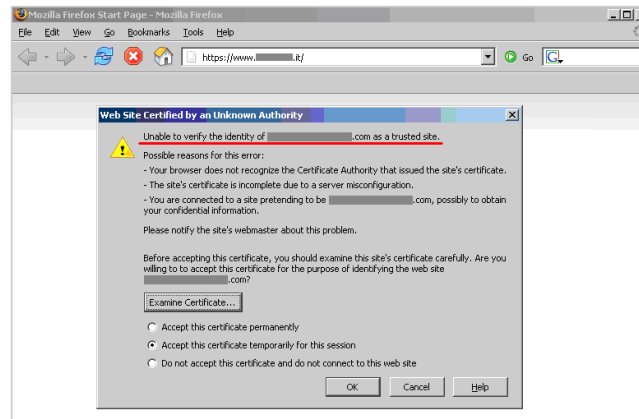 Mozilla Firefox Start Page - Mozilla Firefox
File Edit View Go Bookmarks Tools Help
https://www. .it/ Go G
Web Site Certified by an Unknown Authority
Unable to verify the identity of .com as a trusted site.
Possible reasons for this error:
- Your browser does not recognize the Certificate Authority that issued the site's certificate.
- The site's certificate is incomplete due to a server misconfiguration.
- You are connected to a site pretending to be .com, possibly to obtain
your confidential information.
Please notify the site's webmaster about this problem.
Before accepting this certificate, you should examine this site's certificate carefully. Are you
willing to to accept this certificate for the purpose of identifying the web site
.com?
Examine Certificate...
Accept this certificate permanently
Accept this certificate temporarily for this session
Do not accept this certificate and do not connect to this web site
OK Cancel Help